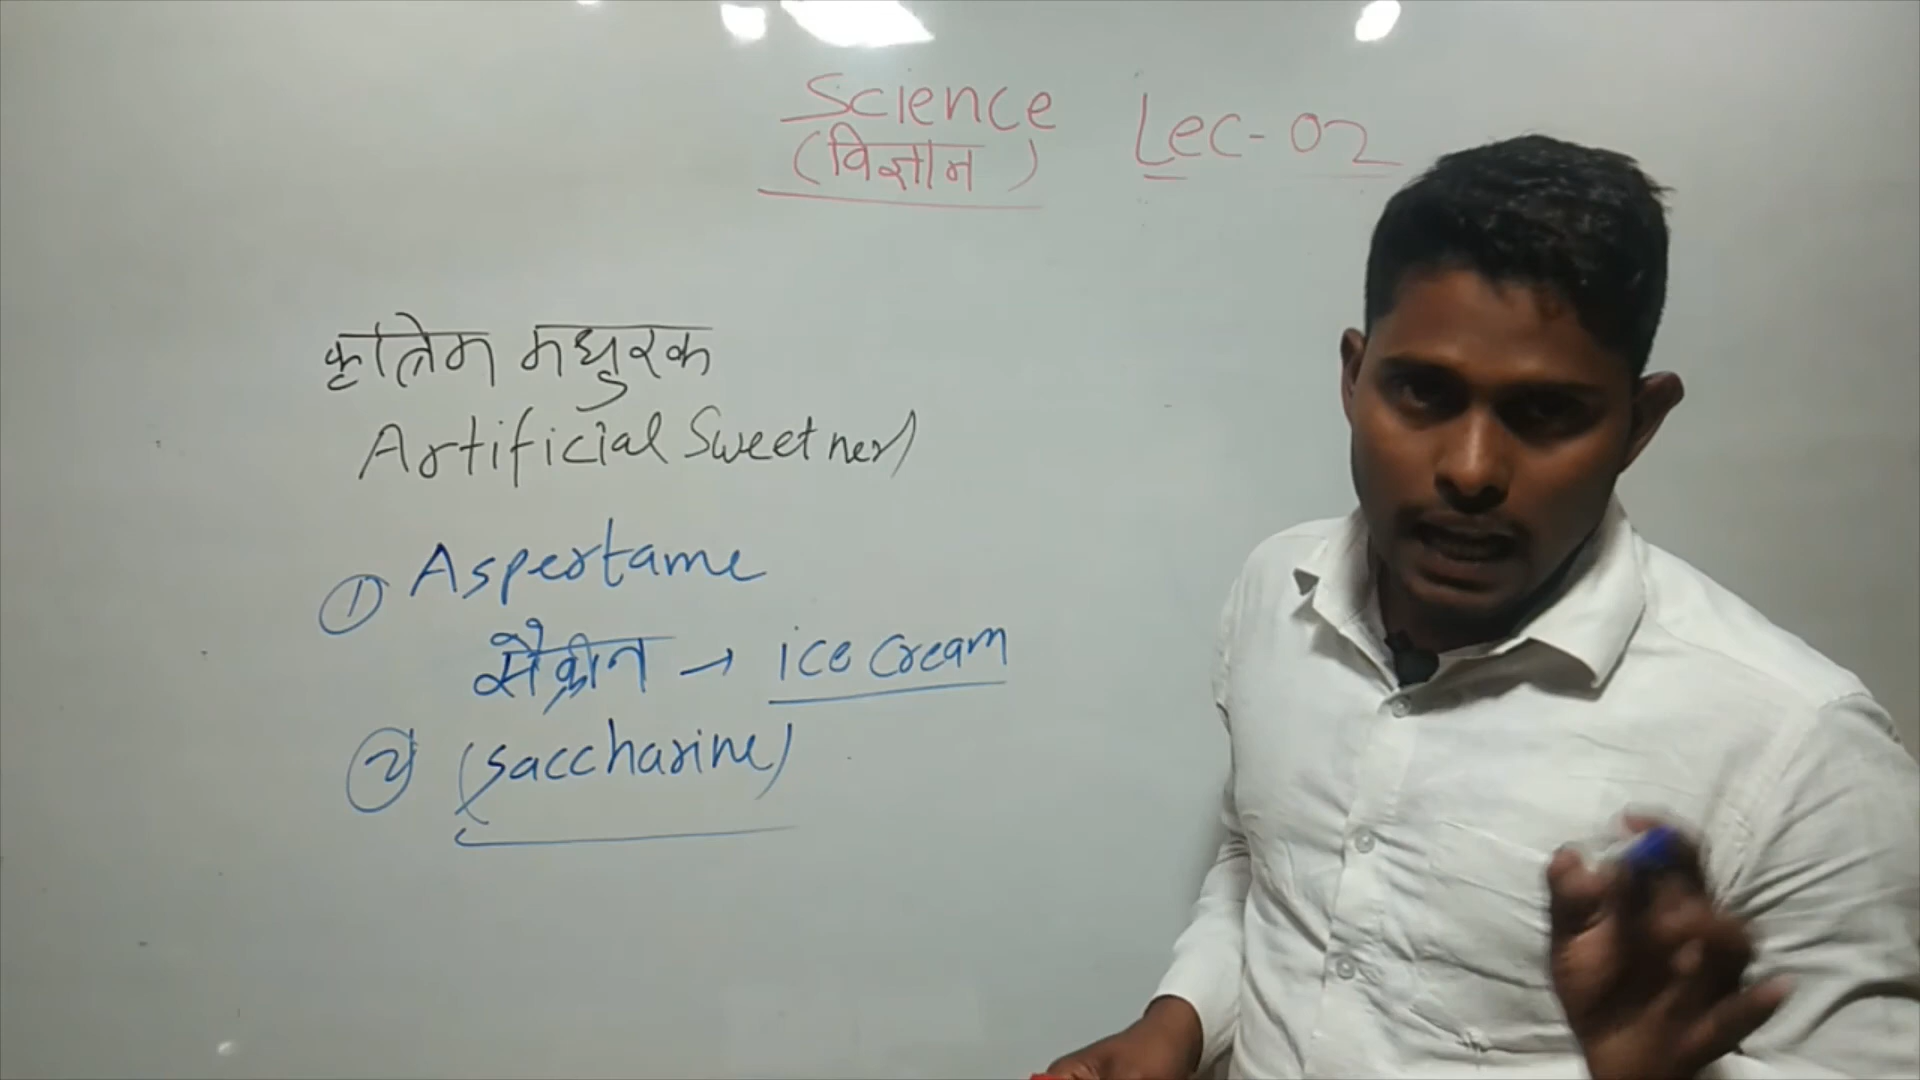 Science Lec-02
(विज्ञान)
कृत्रिम मधुरक
Artificial Sweetner
① Aspertame
सैक्रीन → ice cream
② (saccharine)